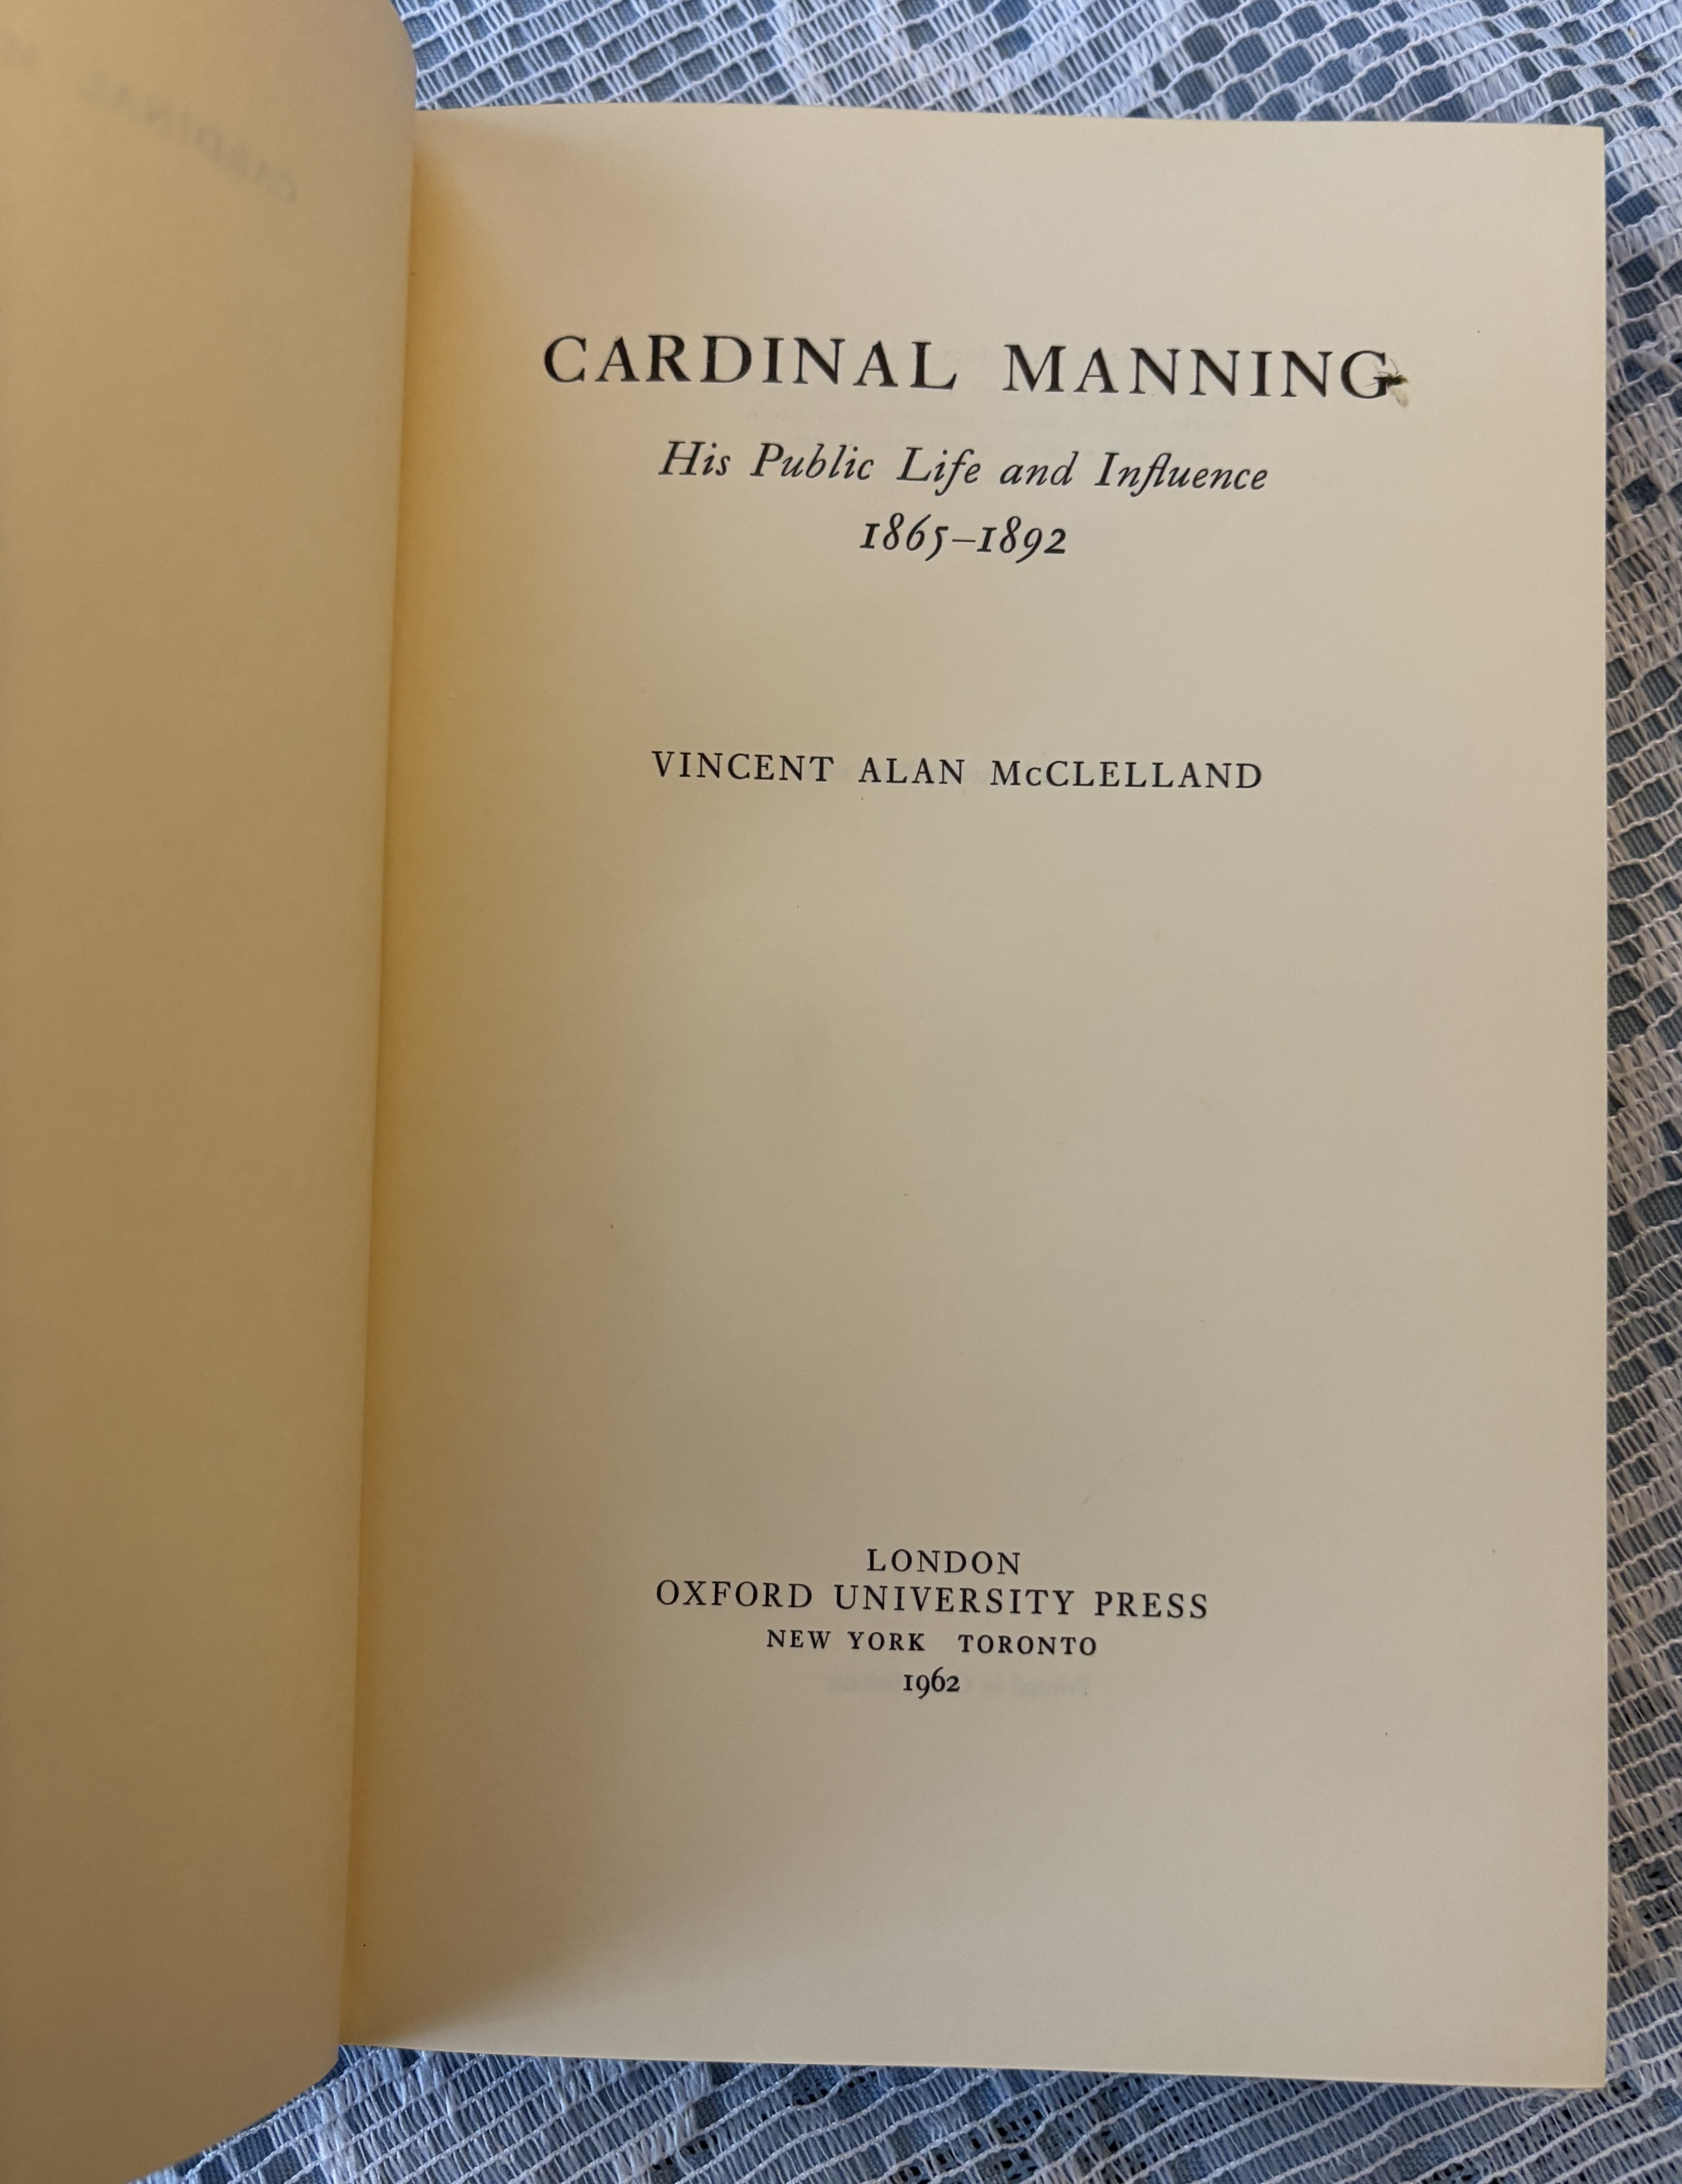 CARDINAL MANNING
His Public Life and Influence
1865–1892
VINCENT ALAN McCLELLAND
LONDON
OXFORD UNIVERSITY PRESS
NEW YORK TORONTO
1962